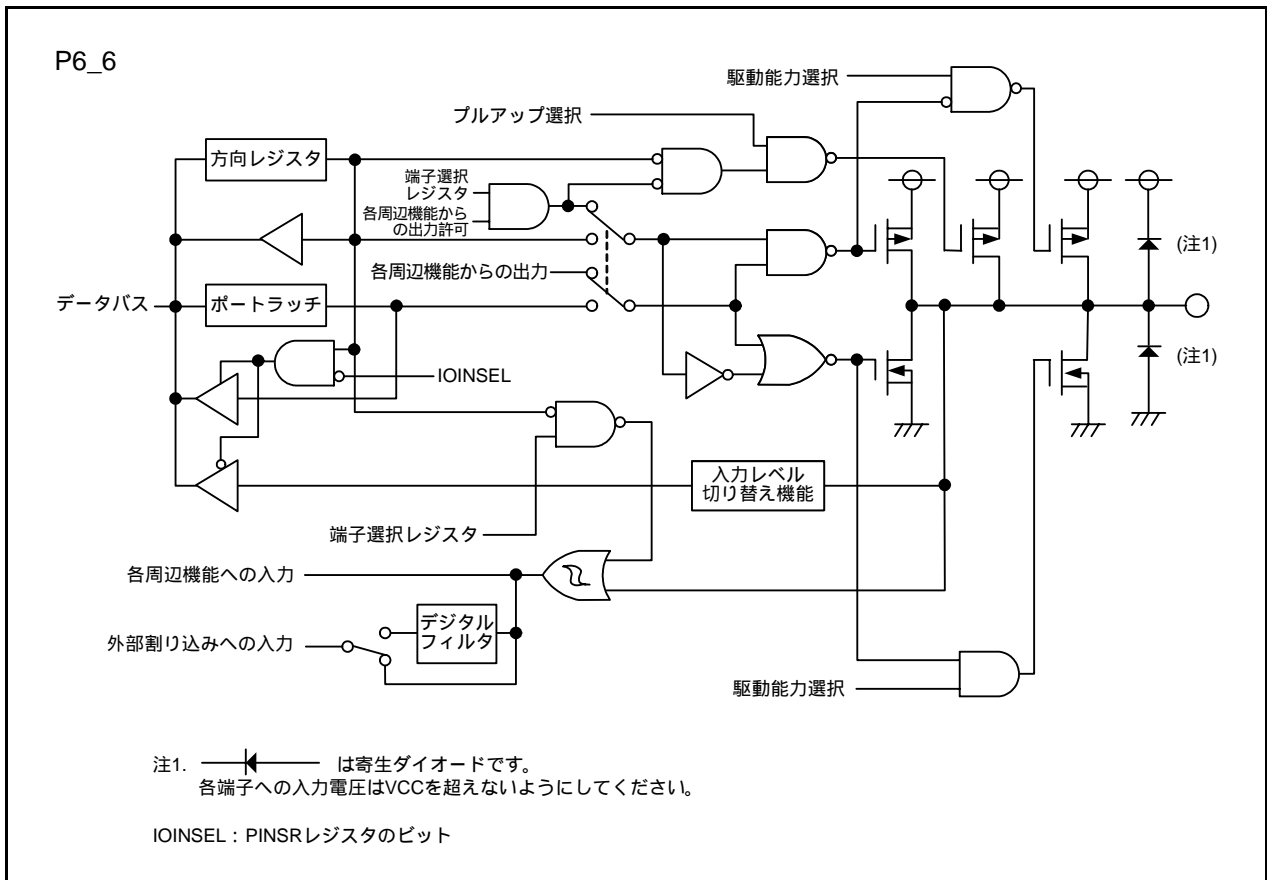 P6_6
駆動能力選択
プルアップ選択
方向レジスタ
端子選択
レジスタ
各周辺機能から
の出力許可
(注1)
各周辺機能からの出力
データバス
ポートラッチ
(注1)
IOINSEL
入力レベル
切り替え機能
端子選択レジスタ
各周辺機能への入力
デジタル
フィルタ
外部割り込みへの入力
駆動能力選択
注1. は寄生ダイオードです。
各端子への入力電圧はVCCを超えないようにしてください。
IOINSEL：PINSRレジスタのビット